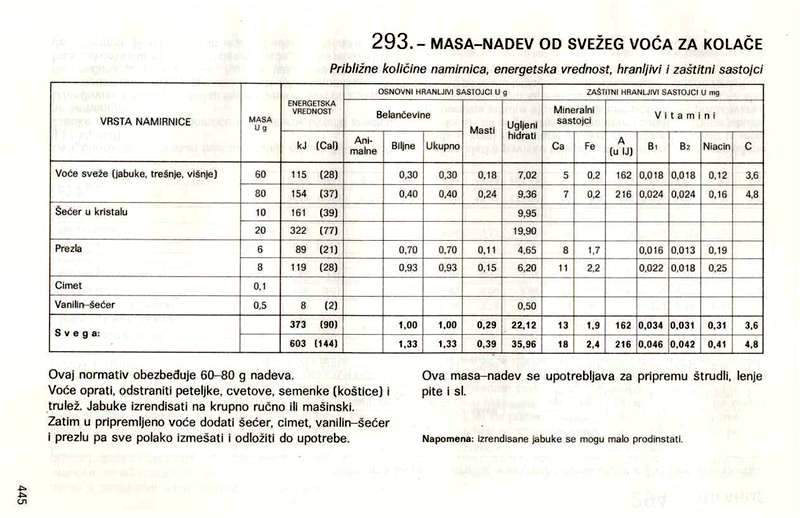 293.– MASA–NADEV OD SVEŽEG VOĆA ZA KOLAČE
Približne količine namirnica, energetska vrednost, hranljivi i zaštitni sastojci
VRSTA NAMIRNICE MASA U g ENERGETSKA VREDNOST OSNOVNI HRANLJIVI SASTOJCI U g ZAŠTITNI HRANLJIVI SASTOJCI U mg
Belančevine Masti Ugljeni hidrati Mineralni sastojci Vitamini
kJ (Cal) Ani-malne Biljne Ukupno Ca Fe A (u IJ) B1 B2 Niacin C
Voće sveže (jabuke, trešnje, višnje) 60 115 (28) 0,30 0,30 0,18 7,02 5 0,2 162 0,018 0,018 0,12 3,6
80 154 (37) 0,40 0,40 0,24 9,36 7 0,2 216 0,024 0,024 0,16 4,8
Šećer u kristalu 10 161 (39) 9,95
20 322 (77) 19,90
Prezla 6 89 (21) 0,70 0,70 0,11 4,65 8 1,7 0,016 0,013 0,19
8 119 (28) 0,93 0,93 0,15 6,20 11 2,2 0,022 0,018 0,25
Cimet 0,1
Vanilin–šećer 0,5 8 (2) 0,50
Svega: 373 (90) 1,00 1,00 0,29 22,12 13 1,9 162 0,034 0,031 0,31 3,6
603 (144) 1,33 1,33 0,39 35,96 18 2,4 216 0,046 0,042 0,41 4,8
Ovaj normativ obezbeđuje 60–80 g nadeva.
Voće oprati, odstraniti peteljke, cvetove, semenke (koštice) i
trulež. Jabuke izrendisati na krupno ručno ili mašinski.
Zatim u pripremljeno voće dodati šećer, cimet, vanilin–šećer
i prezlu pa sve polako izmešati i odložiti do upotrebe.
Ova masa–nadev se upotrebljava za pripremu štrudli, lenje
pite i sl.
Napomena: izrendisane jabuke se mogu malo prodinstati.
445